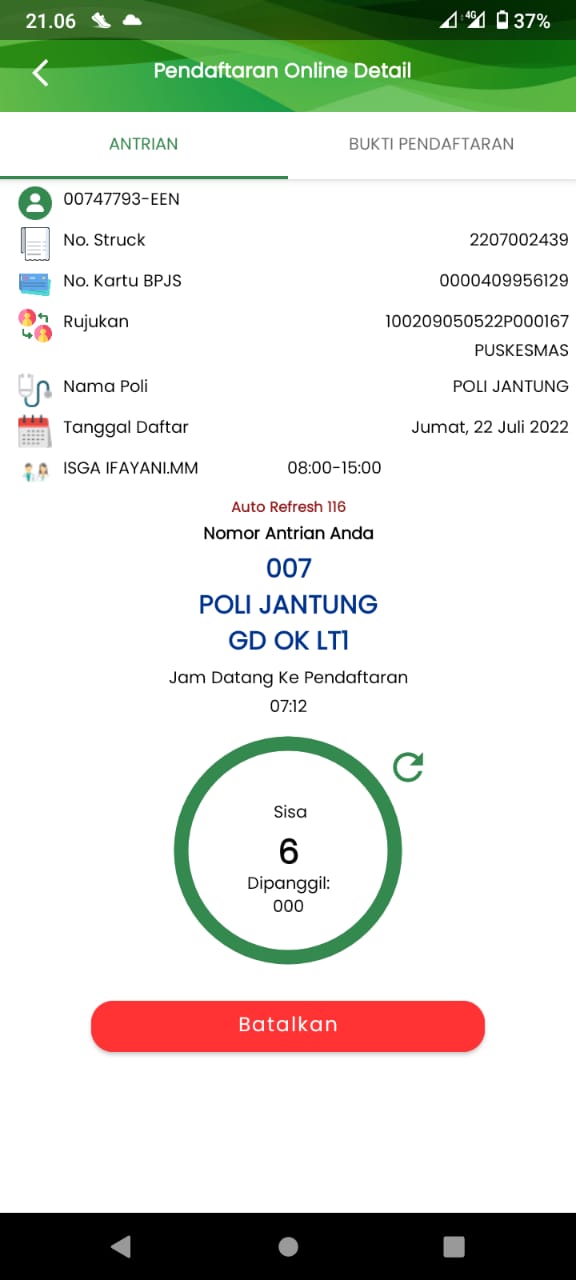 21.06 4G 37%
Pendaftaran Online Detail
ANTRIAN BUKTI PENDAFTARAN
00747793-EEN
No. Struck 2207002439
No. Kartu BPJS 0000409956129
Rujukan 100209050522P000167
PUSKESMAS
Nama Poli POLI JANTUNG
Tanggal Daftar Jumat, 22 Juli 2022
ISGA IFAYANI.MM 08:00-15:00
Auto Refresh 116
Nomor Antrian Anda
007
POLI JANTUNG
GD OK LT1
Jam Datang Ke Pendaftaran
07:12
Sisa
6
Dipanggil:
000
Batalkan